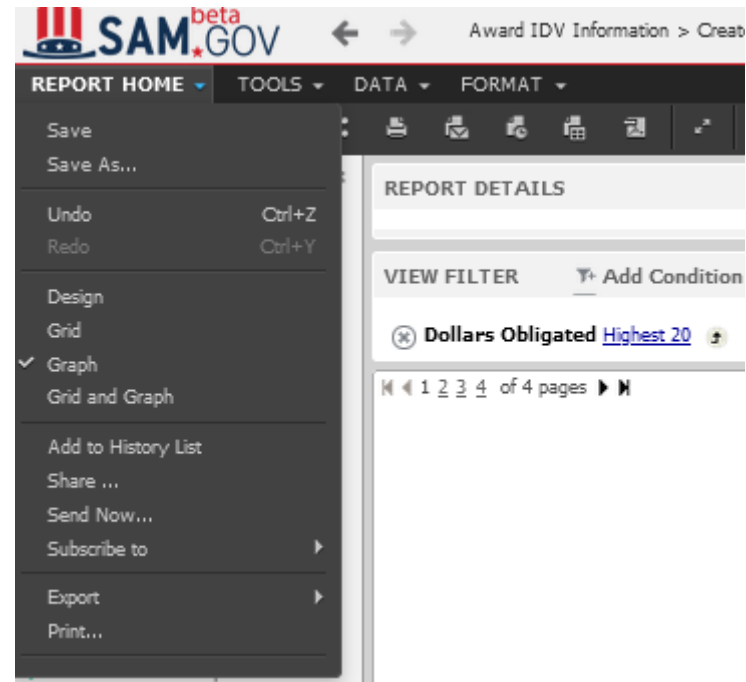 SAM.GOV beta
Award IDV Information > Creat
REPORT HOME TOOLS DATA FORMAT
Save
Save As...
Undo Ctrl+Z
Redo Ctrl+Y
Design
Grid
Graph
Grid and Graph
Add to History List
Share ...
Send Now...
Subscribe to
Export
Print...
REPORT DETAILS
VIEW FILTER Add Condition
Dollars Obligated Highest 20
1 2 3 4 of 4 pages